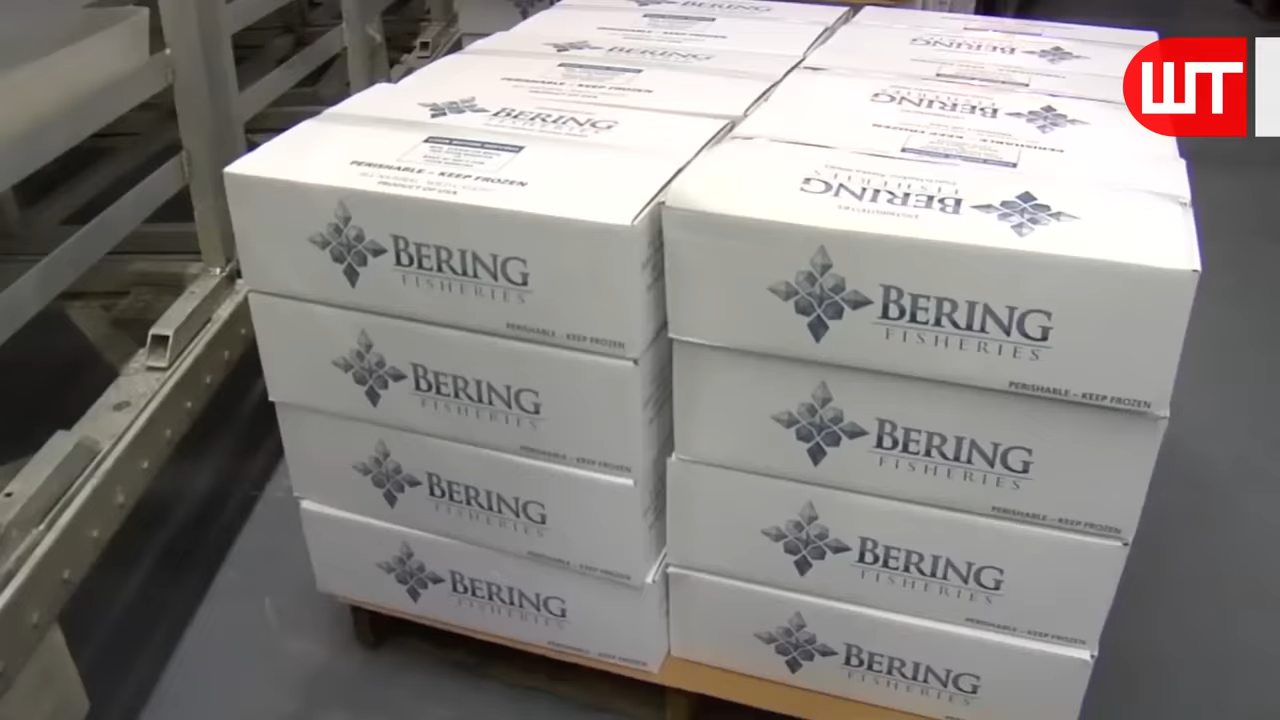 BERING
BERING
BERING
FISHERIES
PERISHABLE – KEEP FROZEN
PRODUCT OF USA
BERING
FISHERIES
PERISHABLE – KEEP FROZEN
BERING
FISHERIES
PERISHABLE – KEEP FROZEN
BERING
FISHERIES
PERISHABLE – KEEP FROZEN
BERING
FISHERIES
PERISHABLE – KEEP FROZEN
BERING
BERING
KEEP FROZEN
BERING
FISHERIES
BERING
FISHERIES
PERISHABLE – KEEP FROZEN
BERING
FISHERIES
PERISHABLE – KEEP FROZEN
BERING
FISHERIES
PERISHABLE – KEEP FROZEN
BERING
FISHERIES
WT